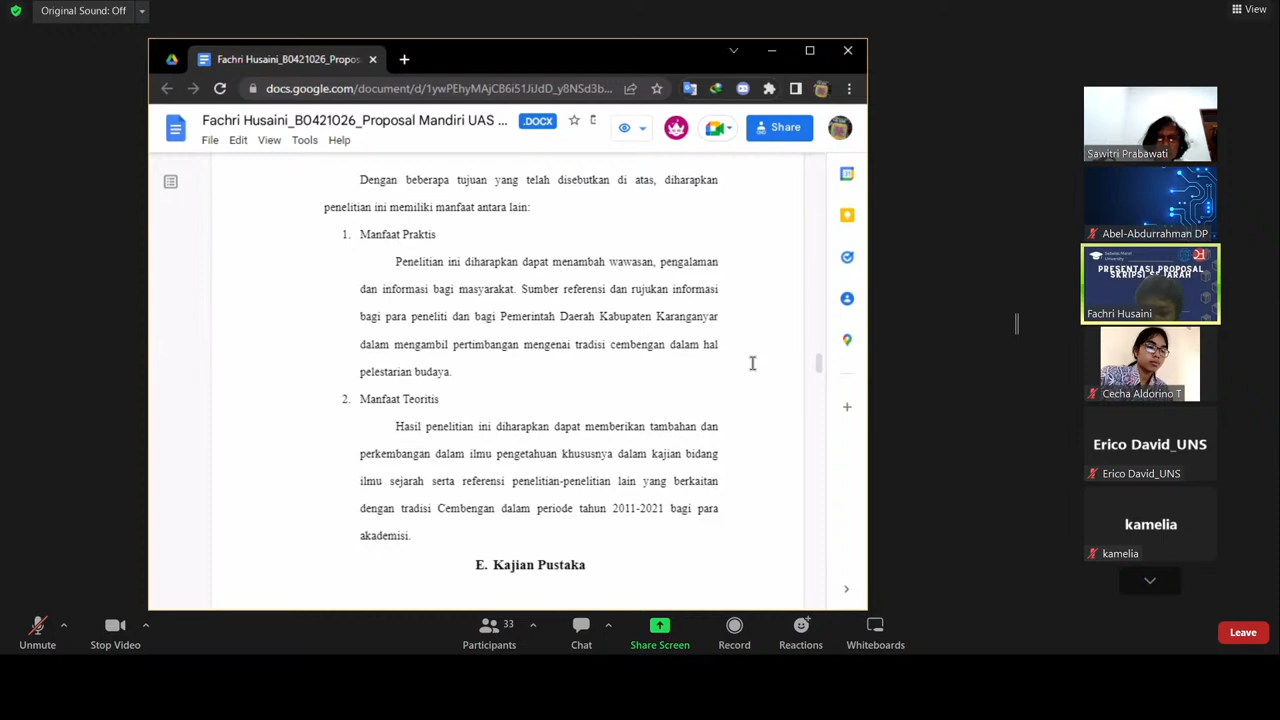 Original Sound: Off
View
Fachri Husaini_B0421026_Propos
docs.google.com/document/d/1ywPEhyMAjCB6i51JiJdD_y8NSd3b...
Fachri Husaini_B0421026_Proposal Mandiri UAS ...
.DOCX
Share
File Edit View Tools Help
Dengan beberapa tujuan yang telah disebutkan di atas, diharapkan
penelitian ini memiliki manfaat antara lain:
1. Manfaat Praktis
Penelitian ini diharapkan dapat menambah wawasan, pengalaman
dan informasi bagi masyarakat. Sumber referensi dan rujukan informasi
bagi para peneliti dan bagi Pemerintah Daerah Kabupaten Karanganyar
dalam mengambil pertimbangan mengenai tradisi cembengan dalam hal
pelestarian budaya.
2. Manfaat Teoritis
Hasil penelitian ini diharapkan dapat memberikan tambahan dan
perkembangan dalam ilmu pengetahuan khususnya dalam kajian bidang
ilmu sejarah serta referensi penelitian-penelitian lain yang berkaitan
dengan tradisi Cembengan dalam periode tahun 2011-2021 bagi para
akademisi.
E. Kajian Pustaka
Sawitri Prabawati
Abel-Abdurrahman DP
Sebelas Maret
University
PRESENTASI PROPOSAL
SKRIPSI SEJARAH
Fachri Husaini
Cecha Aldorino T
Erico David_UNS
Erico David_UNS
kamelia
kamelia
Unmute
Stop Video
33
Participants
Chat
Share Screen
Record
Reactions
Whiteboards
Leave